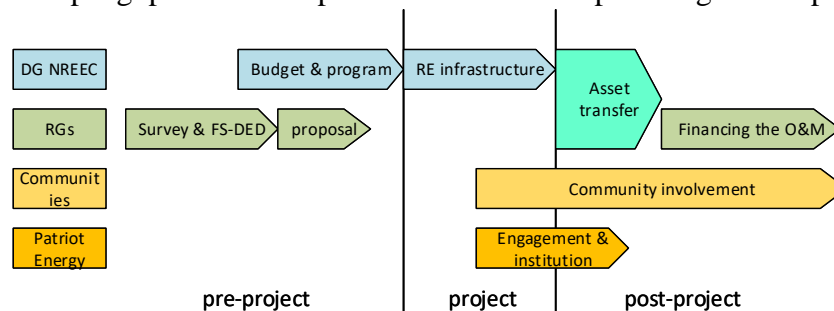 DG NREEC
Budget & program
RE infrastructure
Asset
transfer
RGs
Survey & FS-DED
proposal
Financing the O&M
Communit
ies
Community involvement
Patriot
Energy
Engagement &
institution
pre-project
project
post-project